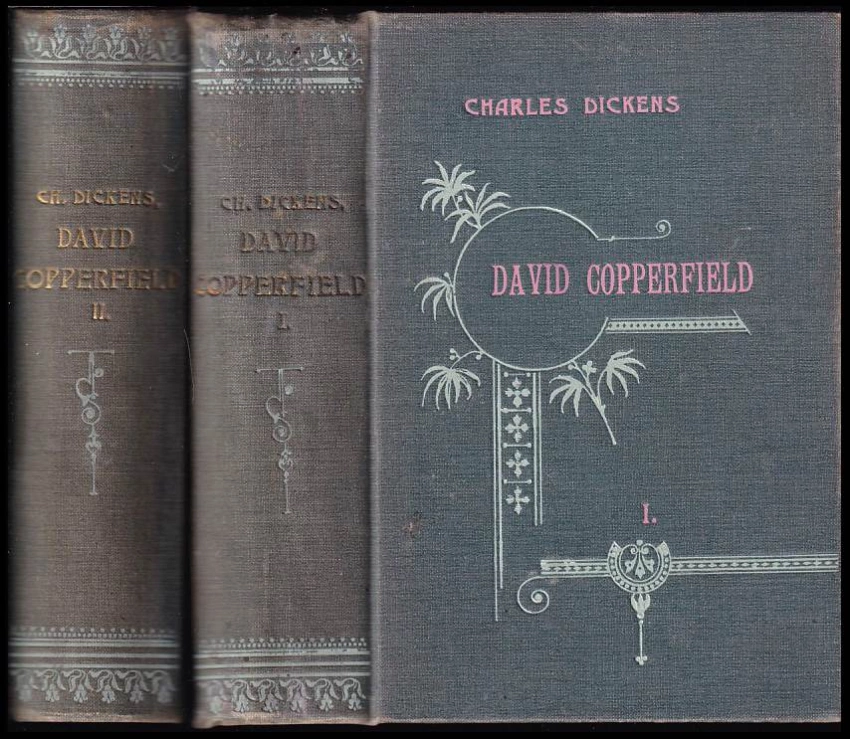 CH. DICKENS,
DAVID
COPPERFIELD
II.
CH. DICKENS,
DAVID
COPPERFIELD
I.
CHARLES DICKENS
DAVID COPPERFIELD
I.